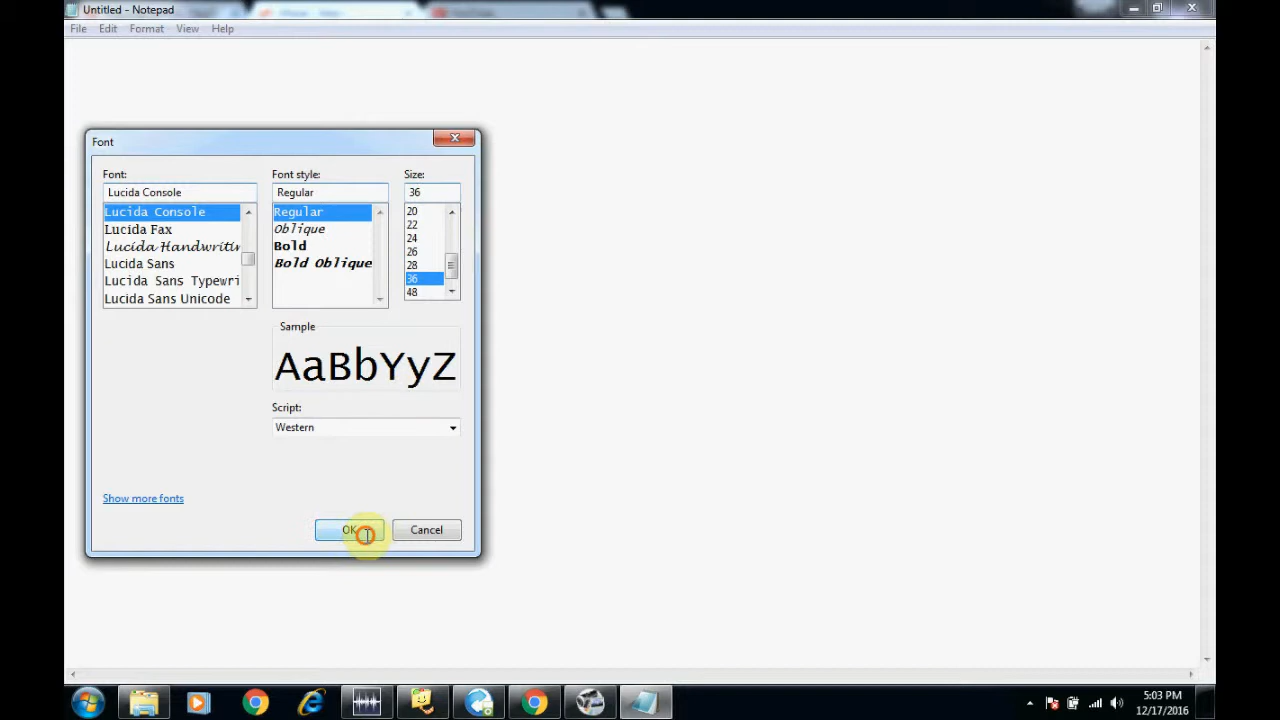 Untitled - Notepad
File Edit Format View Help
Font
Font: Font style: Size:
Lucida Console Regular 36
Lucida Console Regular 20
Lucida Fax Oblique 22
Lucida Handwritin Bold 24
Lucida Sans Bold Oblique 26
Lucida Sans Typewri 28
Lucida Sans Unicode 36
48
Sample
AaBbYyZ
Script:
Western
Show more fonts
OK Cancel
5:03 PM
12/17/2016